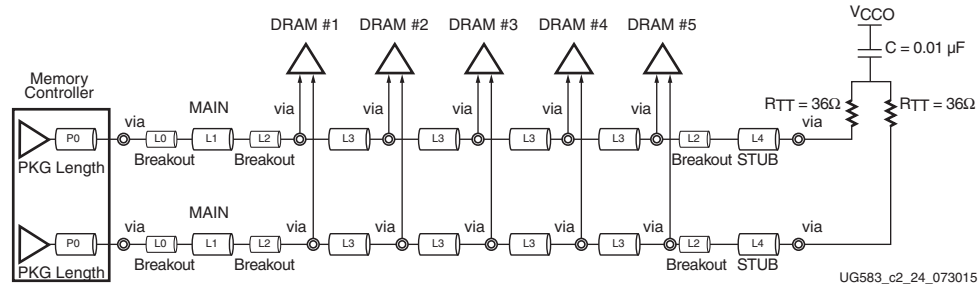 DRAM #1 DRAM #2 DRAM #3 DRAM #4 DRAM #5
VCCO
C = 0.01 µF
Memory
Controller
RTT = 36Ω RTT = 36Ω
via MAIN via via via via via via
P0 L0 L1 L2 L3 L3 L3 L3 L2 L4
PKG Length Breakout Breakout Breakout STUB
via MAIN via via via via via via
P0 L0 L1 L2 L3 L3 L3 L3 L2 L4
PKG Length Breakout Breakout Breakout STUB
UG583_c2_24_073015